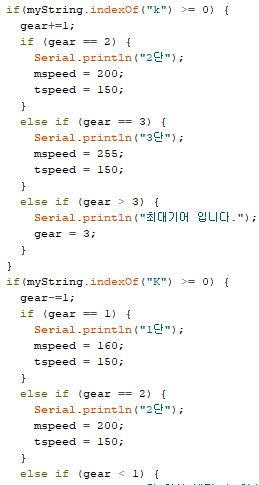 if(myString.indexOf("k") >= 0) {
gear+=1;
if (gear == 2) {
Serial.println("2단");
mspeed = 200;
tspeed = 150;
}
else if (gear == 3) {
Serial.println("3단");
mspeed = 255;
tspeed = 150;
}
else if (gear > 3) {
Serial.println("최대기어 입니다.");
gear = 3;
}
}
if(myString.indexOf("K") >= 0) {
gear-=1;
if (gear == 1) {
Serial.println("1단");
mspeed = 160;
tspeed = 150;
}
else if (gear == 2) {
Serial.println("2단");
mspeed = 200;
tspeed = 150;
}
else if (gear < 1) {